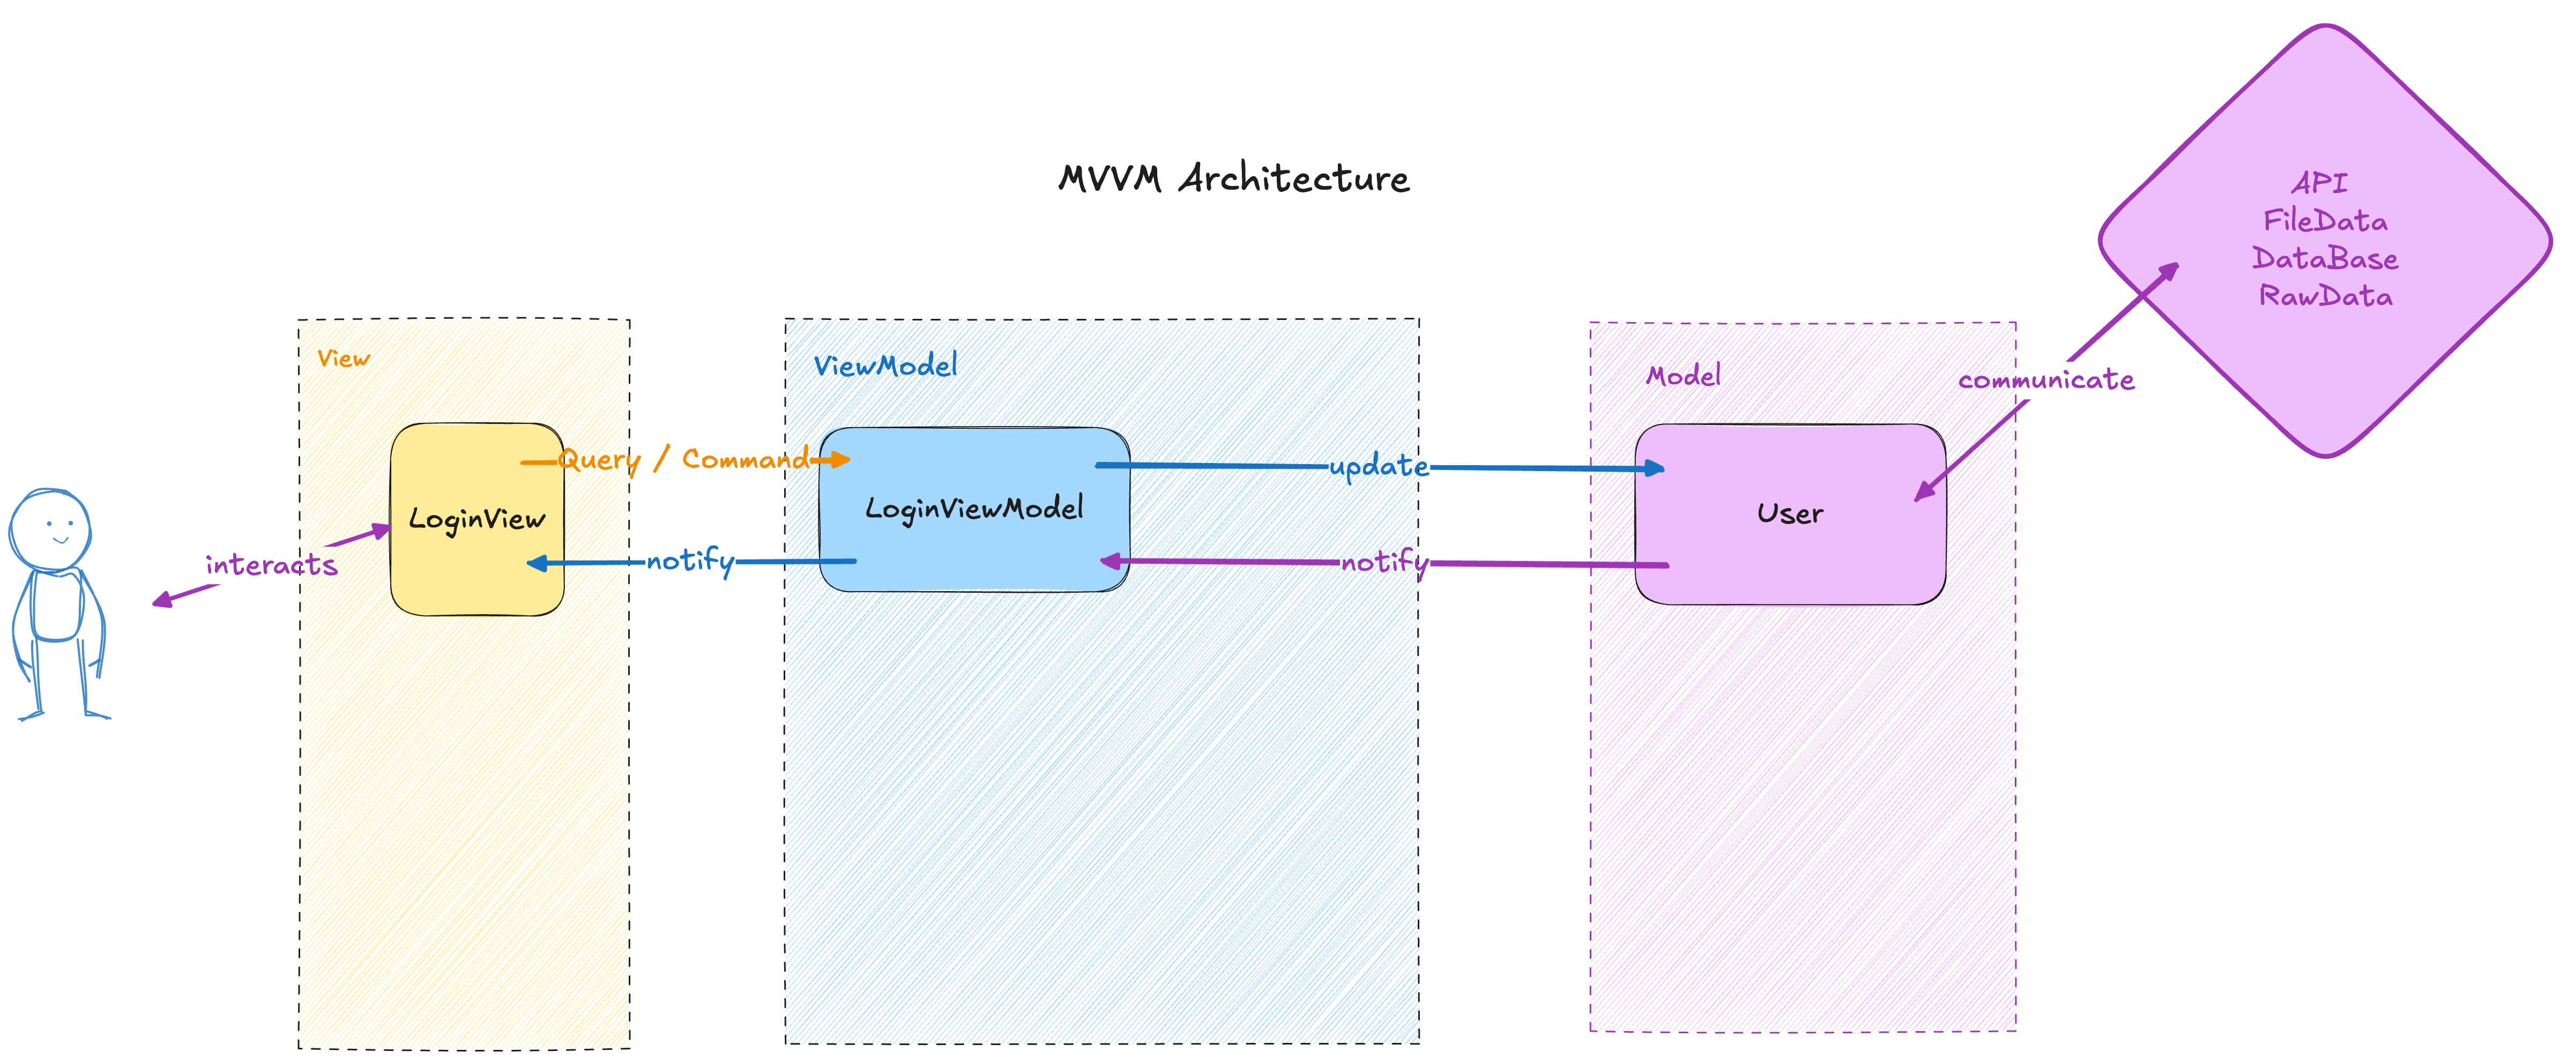 MVVM Architecture
API
FileData
DataBase
RawData
View
ViewModel
Model
communicate
Query / Command
update
LoginView
LoginViewModel
User
interacts
notify
notify